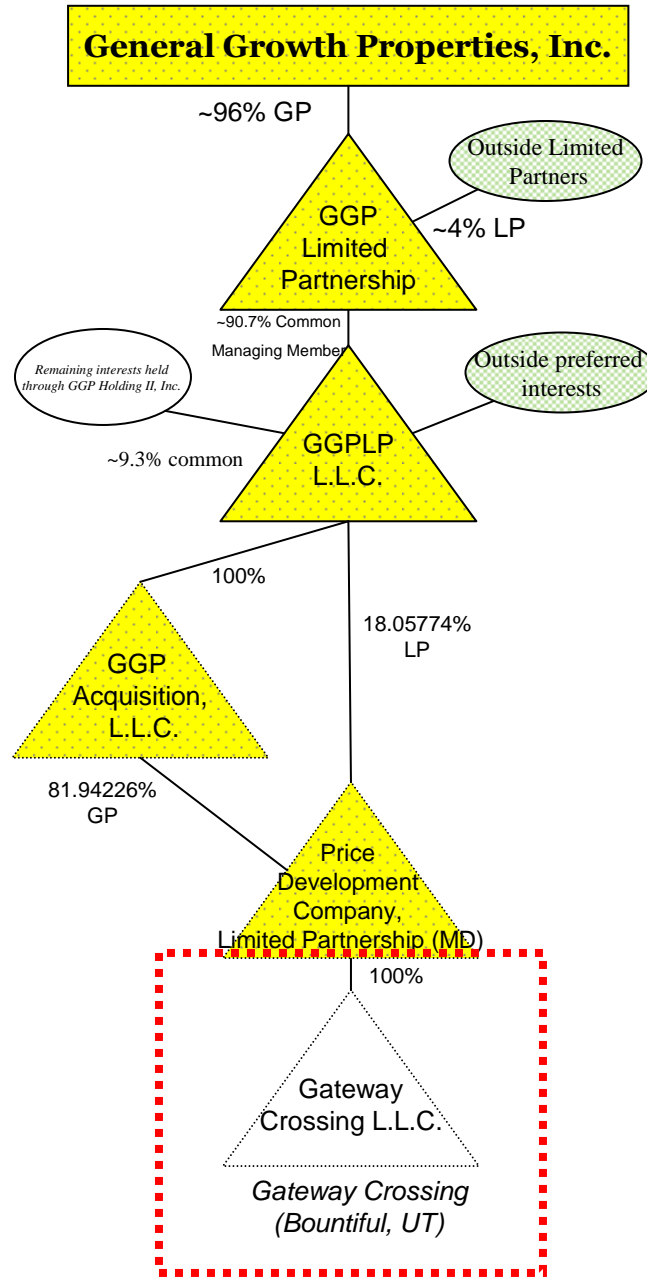 General Growth Properties, Inc.
~96% GP
Outside Limited
Partners
GGP
Limited
Partnership
~4% LP
~90.7% Common
Managing Member
Remaining interests held
through GGP Holding II, Inc.
Outside preferred
interests
~9.3% common
GGPLP
L.L.C.
100%
18.05774%
LP
GGP
Acquisition,
L.L.C.
81.94226%
GP
Price
Development
Company,
Limited Partnership (MD)
100%
Gateway
Crossing L.L.C.
Gateway Crossing
(Bountiful, UT)